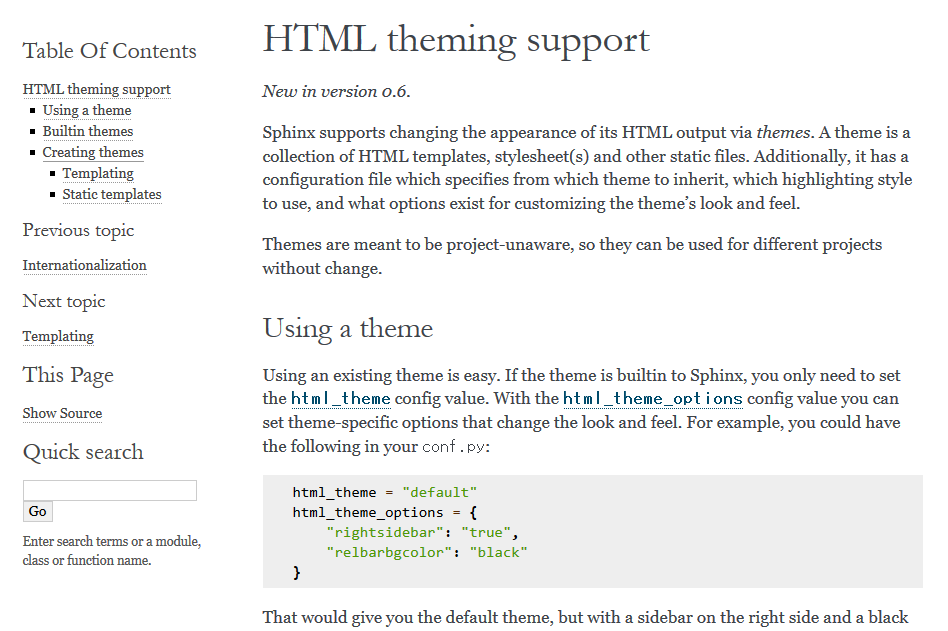 Table Of Contents
HTML theming support
Using a theme
Builtin themes
Creating themes
Templating
Static templates
Previous topic
Internationalization
Next topic
Templating
This Page
Show Source
Quick search
Go
Enter search terms or a module,
class or function name.
HTML theming support
New in version 0.6.
Sphinx supports changing the appearance of its HTML output via themes. A theme is a
collection of HTML templates, stylesheet(s) and other static files. Additionally, it has a
configuration file which specifies from which theme to inherit, which highlighting style
to use, and what options exist for customizing the theme’s look and feel.
Themes are meant to be project-unaware, so they can be used for different projects
without change.
Using a theme
Using an existing theme is easy. If the theme is builtin to Sphinx, you only need to set
the html_theme config value. With the html_theme_options config value you can
set theme-specific options that change the look and feel. For example, you could have
the following in your conf.py:
html_theme = "default"
html_theme_options = {
    "rightsidebar": "true",
    "relbarbgcolor": "black"
}
That would give you the default theme, but with a sidebar on the right side and a black